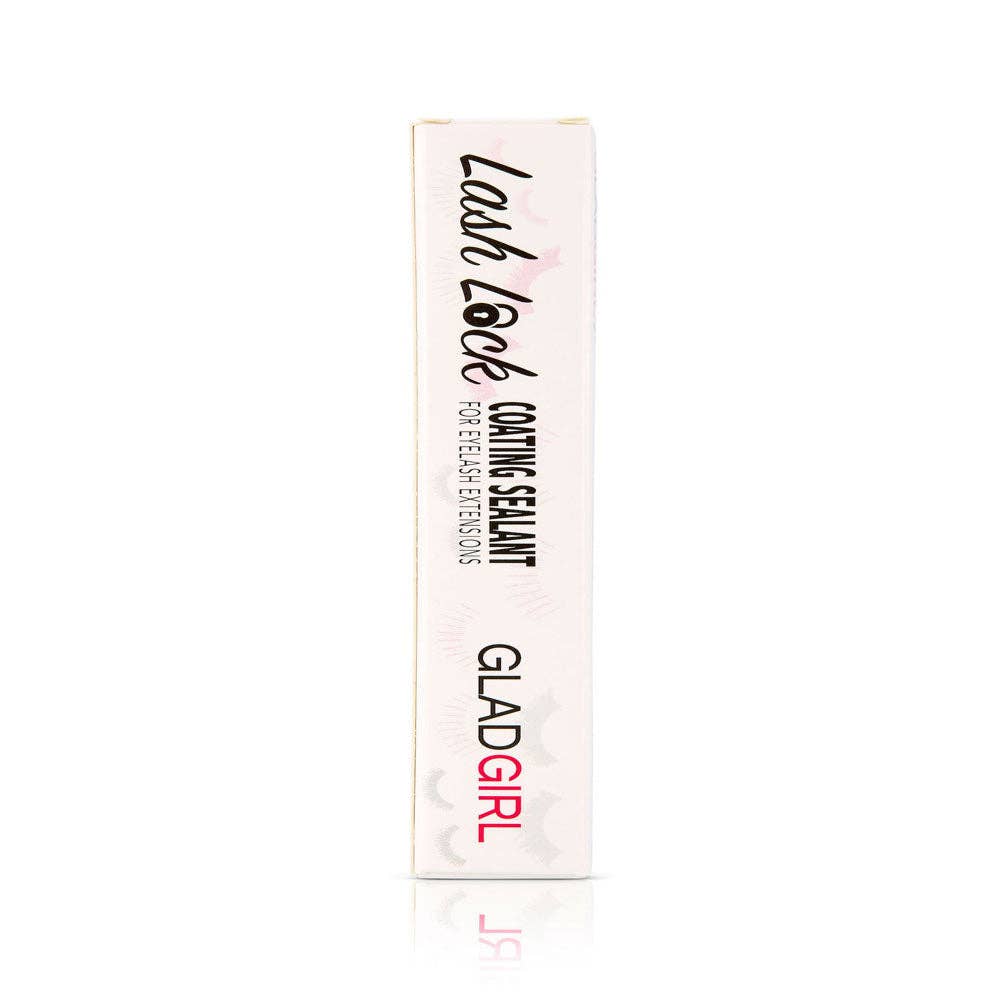 Lash Lock
COATING SEALANT
FOR EYELASH EXTENSIONS
GLADGIRL